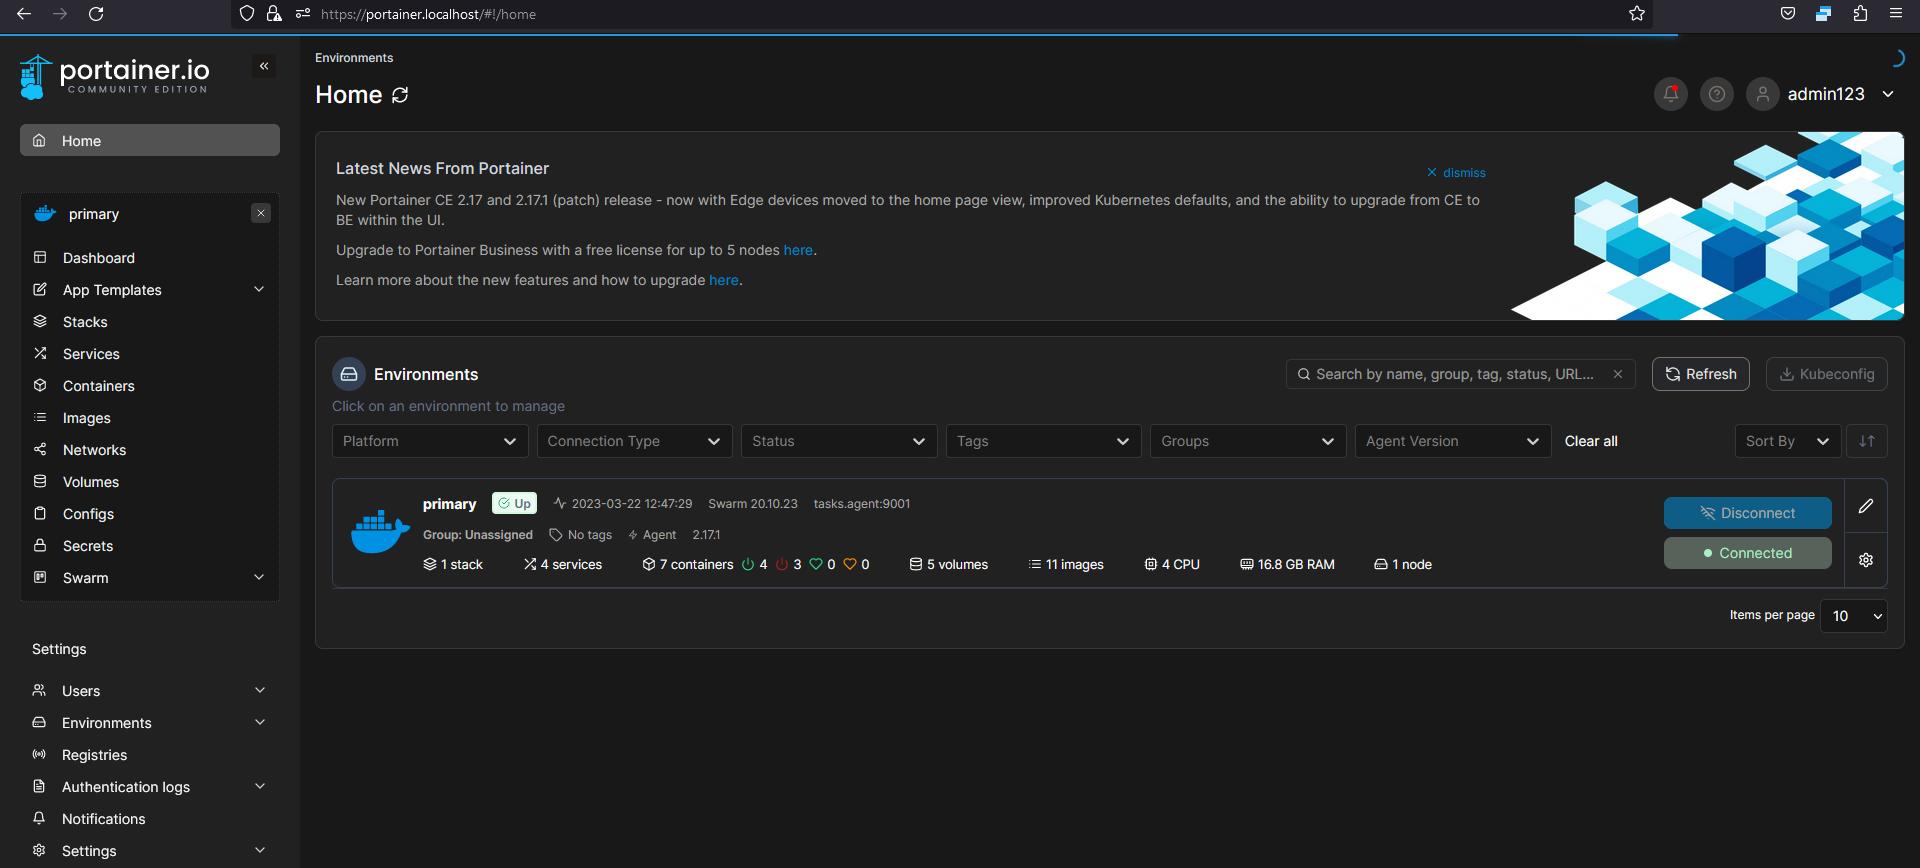 https://portainer.localhost/#!/home
portainer.io
COMMUNITY EDITION
Home
primary
Dashboard
App Templates
Stacks
Services
Containers
Images
Networks
Volumes
Configs
Secrets
Swarm
Settings
Users
Environments
Registries
Authentication logs
Notifications
Settings
Environments
Home
admin123
Latest News From Portainer
dismiss
New Portainer CE 2.17 and 2.17.1 (patch) release - now with Edge devices moved to the home page view, improved Kubernetes defaults, and the ability to upgrade from CE to
BE within the UI.
Upgrade to Portainer Business with a free license for up to 5 nodes here.
Learn more about the new features and how to upgrade here.
Environments
Search by name, group, tag, status, URL...
Refresh
Kubeconfig
Click on an environment to manage
Platform Connection Type Status Tags Groups Agent Version Clear all Sort By
primary Up 2023-03-22 12:47:29 Swarm 20.10.23 tasks.agent:9001
Group: Unassigned No tags Agent 2.17.1
1 stack 4 services 7 containers 4 3 0 0 5 volumes 11 images 4 CPU 16.8 GB RAM 1 node
Disconnect
Connected
Items per page 10